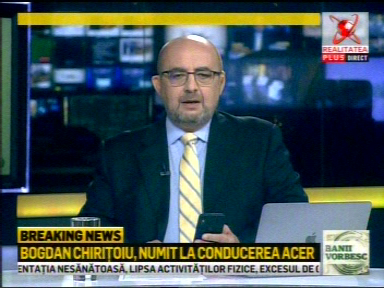 REALITATEA
PLUS DIRECT
BREAKING NEWS
BOGDAN CHIRIȚOIU, NUMIT LA CONDUCEREA ACER
BANII
VORBESC
ENTAȚIA NESĂNĂTOASĂ, LIPSA ACTIVITĂȚILOR FIZICE, EXCESUL DE